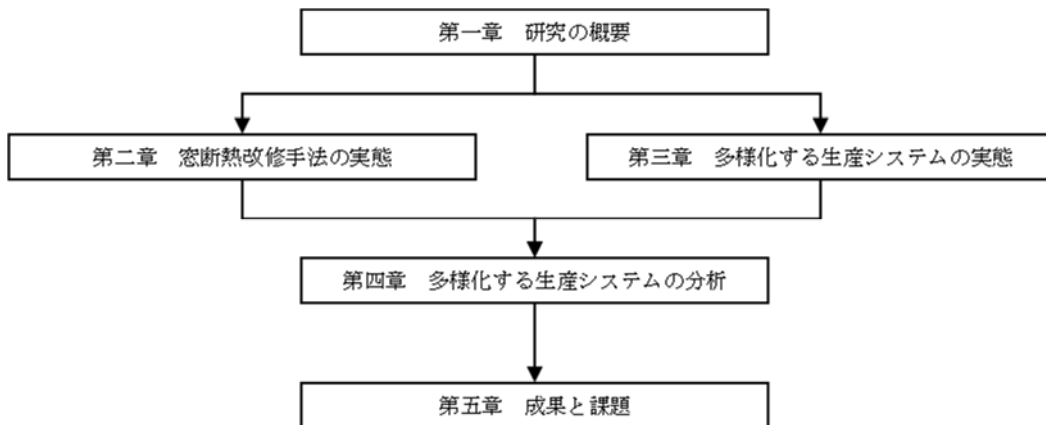 第一章　研究の概要
第二章　窓断熱改修手法の実態
第三章　多様化する生産システムの実態
第四章　多様化する生産システムの分析
第五章　成果と課題